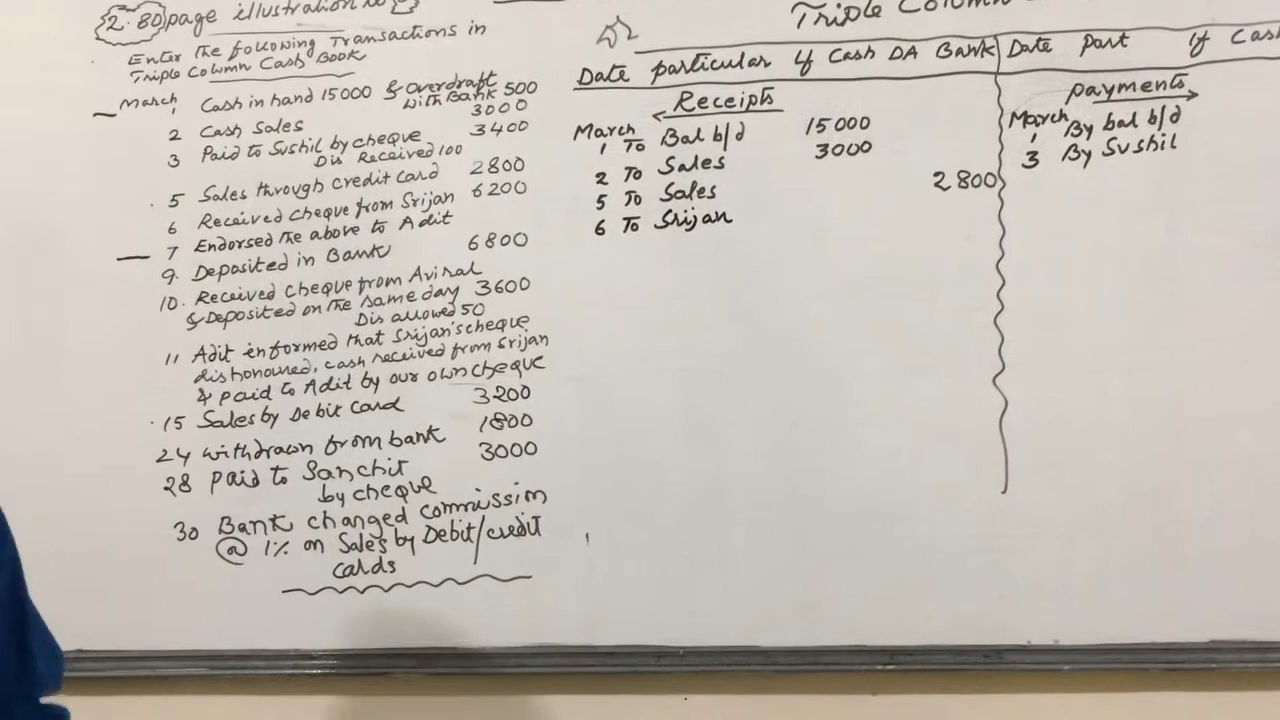 2.80 page illustration
Enter the following Transactions in
Triple Column Cash Book
March
1 Cash in hand 15000 & Overdraft
with Bank 500
2 Cash Sales 3000
3 Paid to Sushil by cheque 3400
Dis Received 100
5 Sales through credit card 2800
6 Received cheque from Srijan 6200
7 Endorsed the above to Adit
9. Deposited in Bank 6800
10. Received cheque from Aviral
& Deposited on the same day 3600
Dis allowed 50
11 Adit informed that Srijan's cheque
dishonoured, cash received from Srijan
& paid to Adit by our own cheque
15 Sales by Debit card 3200
24 withdrawn from bank 1800
28 paid to Sanchit 3000
by cheque
30 Bank changed commission
@ 1% on Sales by Debit/credit
cards
Triple Colum
Date particular lf Cash DA Bank Date Part lf Cas
Receipts
March
1 To Bal b/d 15000
2 To Sales 3000
5 To Sales 2800
6 To Srijan
payments
March
1 By bal b/d
3 By Sushil